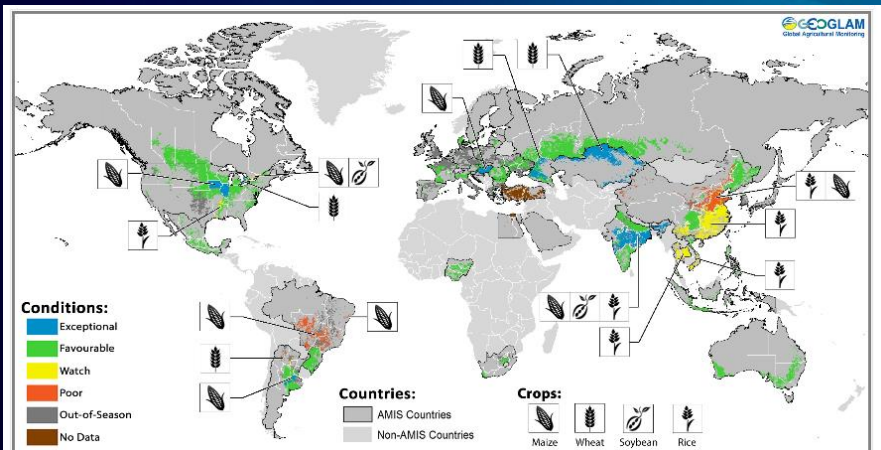 GEOGLAM
Global Agricultural Monitoring
Conditions:
Exceptional
Favourable
Watch
Poor
Out-of-Season
No Data
Countries:
AMIS Countries
Non-AMIS Countries
Crops:
Maize Wheat Soybean Rice